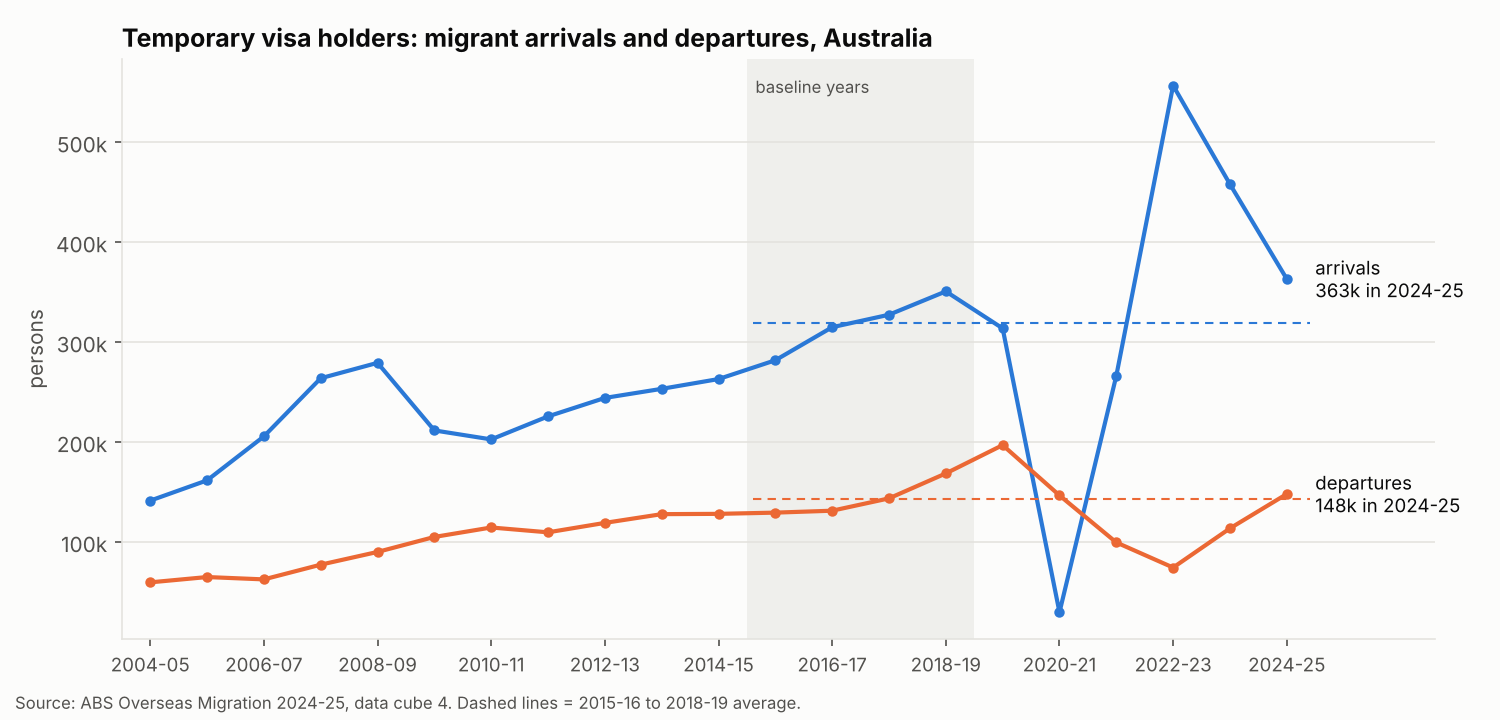 Temporary visa holders: migrant arrivals and departures, Australia
baseline years
500k
400k
300k
200k
100k
persons
arrivals
363k in 2024-25
departures
148k in 2024-25
2004-05 2006-07 2008-09 2010-11 2012-13 2014-15 2016-17 2018-19 2020-21 2022-23 2024-25
Source: ABS Overseas Migration 2024-25, data cube 4. Dashed lines = 2015-16 to 2018-19 average.